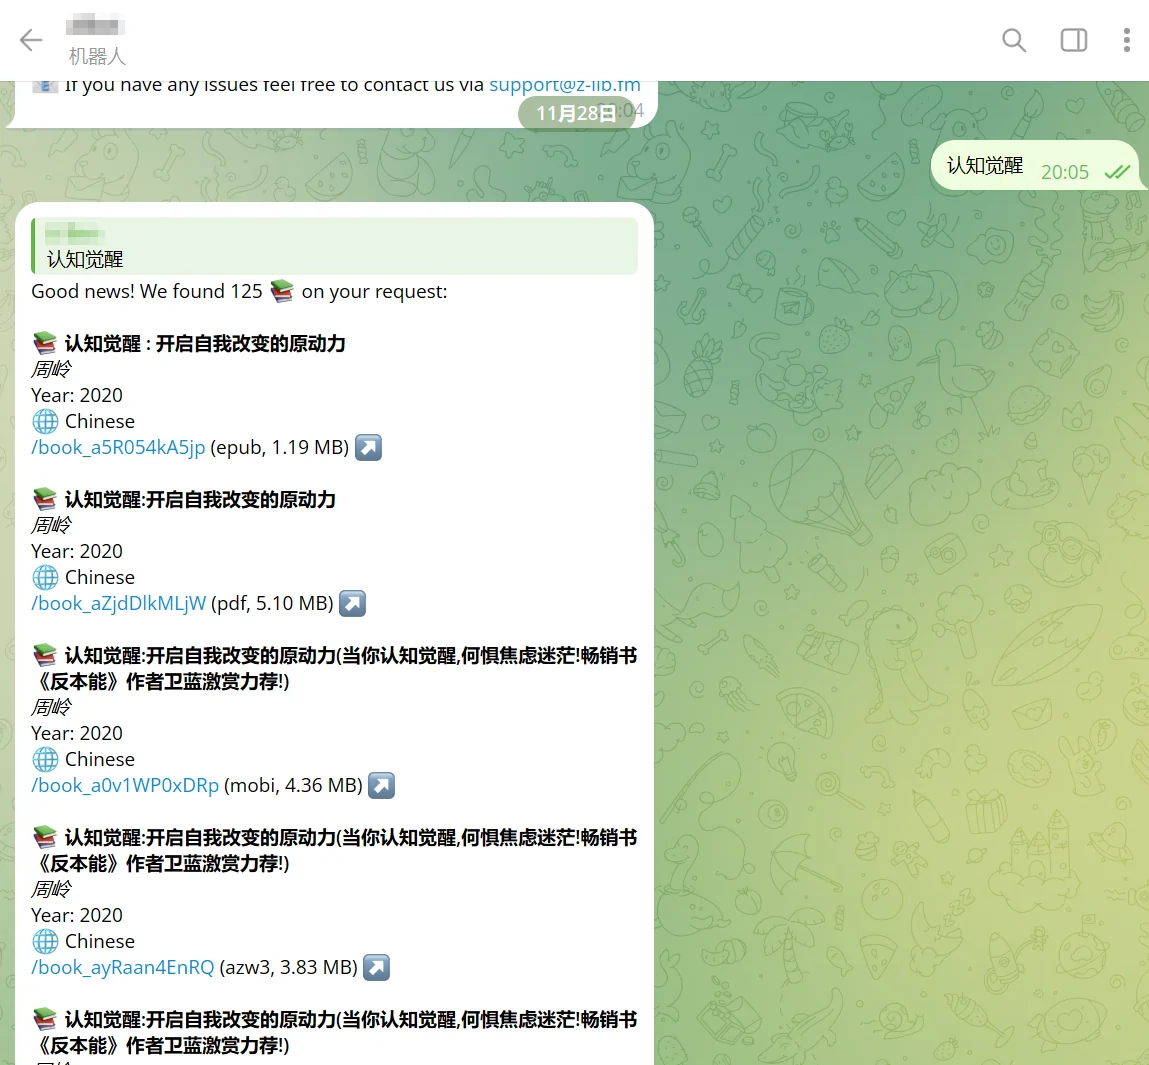 机器人
If you have any issues feel free to contact us via support@z-lib.fm
11月28日
认知觉醒 20:05
认知觉醒
Good news! We found 125 📚 on your request:
📚 认知觉醒 : 开启自我改变的原动力
周岭
Year: 2020
🌐 Chinese
/book_a5R054kA5jp (epub, 1.19 MB) ↗️
📚 认知觉醒:开启自我改变的原动力
周岭
Year: 2020
🌐 Chinese
/book_aZjdDlkMLjW (pdf, 5.10 MB) ↗️
📚 认知觉醒:开启自我改变的原动力(当你认知觉醒,何惧焦虑迷茫!畅销书
《反本能》作者卫蓝激赏力荐!)
周岭
Year: 2020
🌐 Chinese
/book_a0v1WP0xDRp (mobi, 4.36 MB) ↗️
📚 认知觉醒:开启自我改变的原动力(当你认知觉醒,何惧焦虑迷茫!畅销书
《反本能》作者卫蓝激赏力荐!)
周岭
Year: 2020
🌐 Chinese
/book_ayRaan4EnRQ (azw3, 3.83 MB) ↗️
📚 认知觉醒:开启自我改变的原动力(当你认知觉醒,何惧焦虑迷茫!畅销书
《反本能》作者卫蓝激赏力荐!)